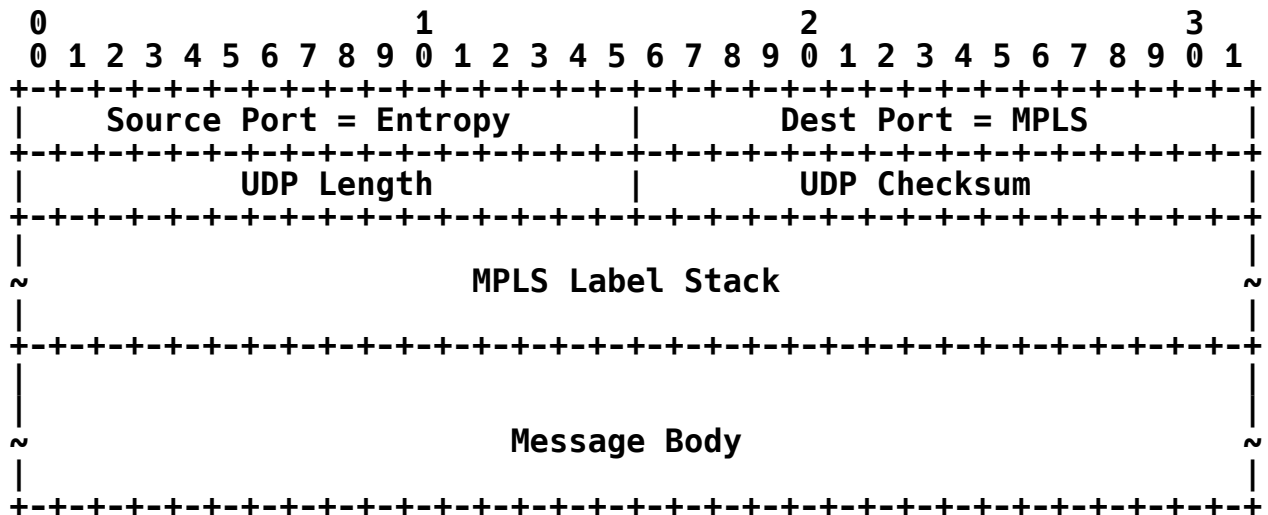 0                   1                   2                   3
 0 1 2 3 4 5 6 7 8 9 0 1 2 3 4 5 6 7 8 9 0 1 2 3 4 5 6 7 8 9 0 1
+-+-+-+-+-+-+-+-+-+-+-+-+-+-+-+-+-+-+-+-+-+-+-+-+-+-+-+-+-+-+-+-+
|    Source Port = Entropy      |       Dest Port = MPLS        |
+-+-+-+-+-+-+-+-+-+-+-+-+-+-+-+-+-+-+-+-+-+-+-+-+-+-+-+-+-+-+-+-+
|           UDP Length          |        UDP Checksum           |
+-+-+-+-+-+-+-+-+-+-+-+-+-+-+-+-+-+-+-+-+-+-+-+-+-+-+-+-+-+-+-+-+
|                                                               |
~                       MPLS Label Stack                        ~
|                                                               |
+-+-+-+-+-+-+-+-+-+-+-+-+-+-+-+-+-+-+-+-+-+-+-+-+-+-+-+-+-+-+-+-+
|                                                               |
|                                                               |
~                         Message Body                          ~
|                                                               |
+-+-+-+-+-+-+-+-+-+-+-+-+-+-+-+-+-+-+-+-+-+-+-+-+-+-+-+-+-+-+-+-+